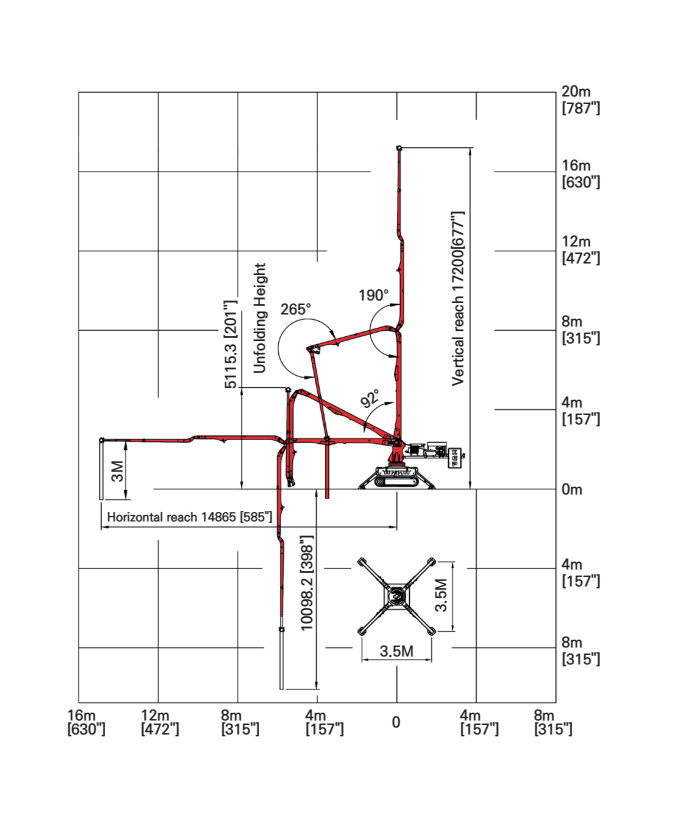 20m
[787"]
16m
[630"]
12m
[472"]
8m
[315"]
4m
[157"]
0m
4m
[157"]
8m
[315"]
Vertical reach 17200[677"]
190°
265°
92°
Unfolding Height
5115.3 [201"]
3M
Horizontal reach 14865 [585"]
10098.2 [398"]
3.5M
3.5M
16m
[630"]
12m
[472"]
8m
[315"]
4m
[157"]
0
4m
[157"]
8m
[315"]